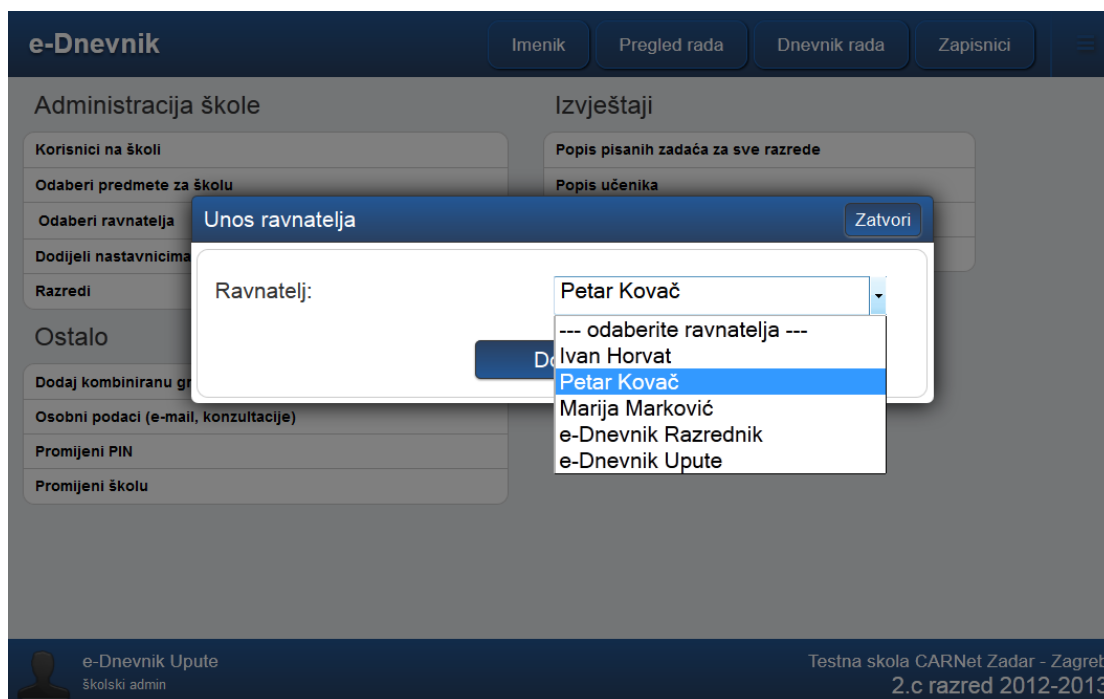 e-Dnevnik
Imenik
Pregled rada
Dnevnik rada
Zapisnici
Administracija škole
Korisnici na školi
Odaberi predmete za školu
Odaberi ravnatelja
Dodijeli nastavnicima
Razredi
Ostalo
Dodaj kombiniranu
Osobni podaci (e-mail, konzultacije)
Promijeni PIN
Promijeni školu
Izvještaji
Popis pisanih zadaća za sve razrede
Popis učenika
Unos ravnatelja
Zatvori
Ravnatelj:
Petar Kovač
--- odaberite ravnatelja ---
Ivan Horvat
Petar Kovač
Marija Marković
e-Dnevnik Razrednik
e-Dnevnik Upute
e-Dnevnik Upute
školski admin
Testna skola CARNet Zadar - Zagreb
2.c razred 2012-2013